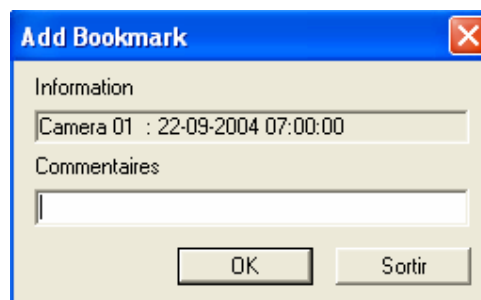 Add Bookmark
Information
Camera 01 : 22-09-2004 07:00:00
Commentaires
OK Sortir